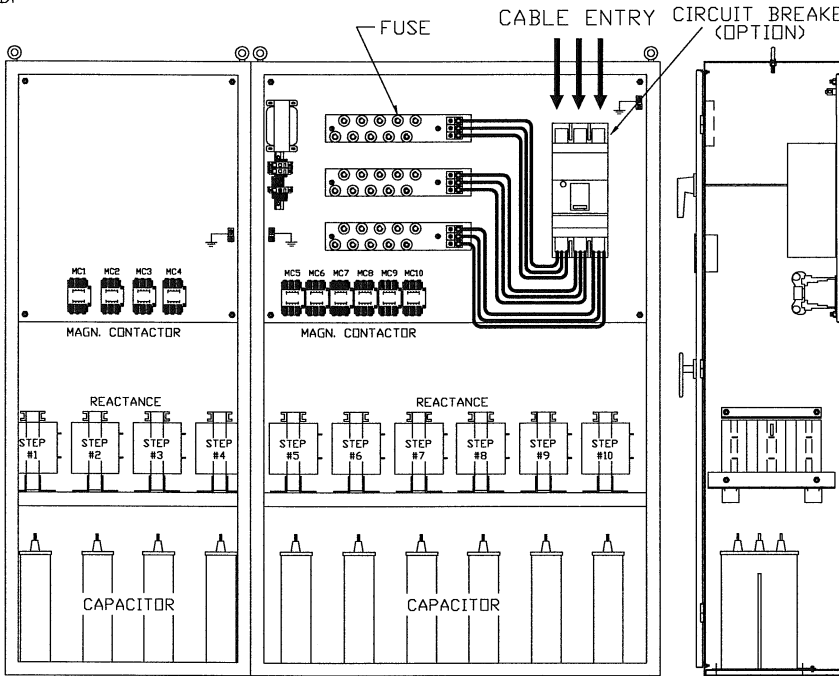 FUSE
CABLE ENTRY
CIRCUIT BREAKE
(OPTION)
MC1 MC2 MC3 MC4
MC5 MC6 MC7 MC8 MC9 MC10
MAGN. CONTACTOR
MAGN. CONTACTOR
REACTANCE
REACTANCE
STEP STEP STEP STEP STEP STEP STEP STEP STEP STEP
#1 #2 #3 #4 #5 #6 #7 #8 #9 #10
CAPACITOR
CAPACITOR